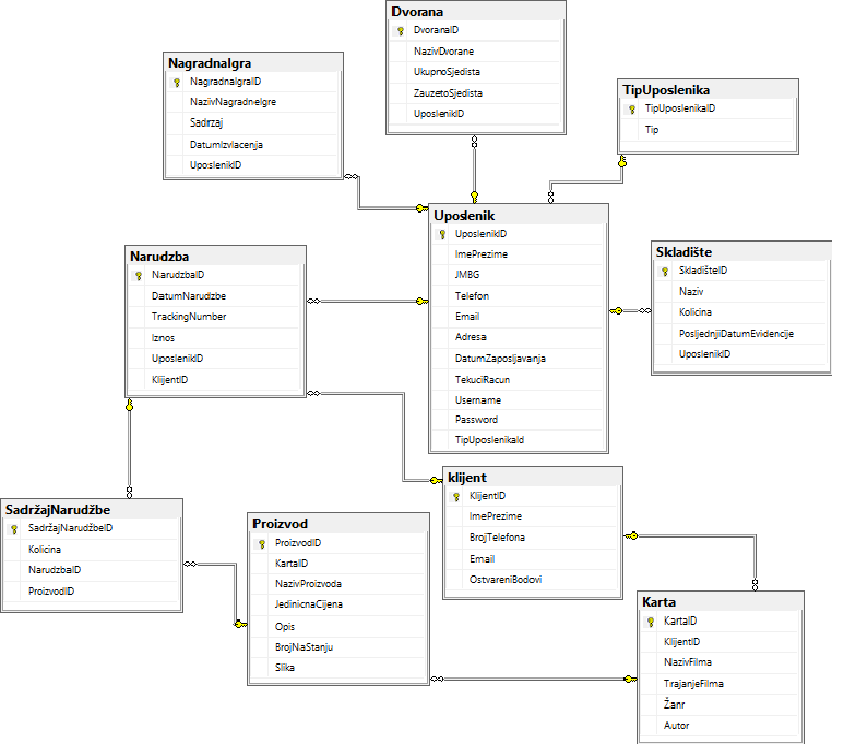 Dvorana
DvoranaID
NazivDvorane
UkupnoSjedista
ZauzetoSjedista
UposlenikID
NagradnaIgra
NagradnaIgraID
NazivNagradneIgre
Sadrzaj
DatumIzvlacenja
UposlenikID
TipUposlenika
TipUposlenikaID
Tip
Uposlenik
UposlenikID
ImePrezime
JMBG
Telefon
Email
Adresa
DatumZaposljavanja
TekuciRacun
Username
Password
TipUposlenikaId
Narudzba
NarudzbaID
DatumNarudzbe
TrackingNumber
Iznos
UposlenikID
KlijentID
Skladište
SkladišteID
Naziv
Kolicina
PosljednjiDatumEvidencije
UposlenikID
klijent
KlijentID
ImePrezime
BrojTelefona
Email
OstvareniBodovi
SadržajNarudžbe
SadržajNarudžbeID
Kolicina
NarudzbaID
ProizvodID
Proizvod
ProizvodID
KartaID
NazivProizvoda
JedinicnaCijena
Opis
BrojNaStanju
Slika
Karta
KartaID
KlijentID
NazivFilma
TrajanjeFilma
Žanr
Autor